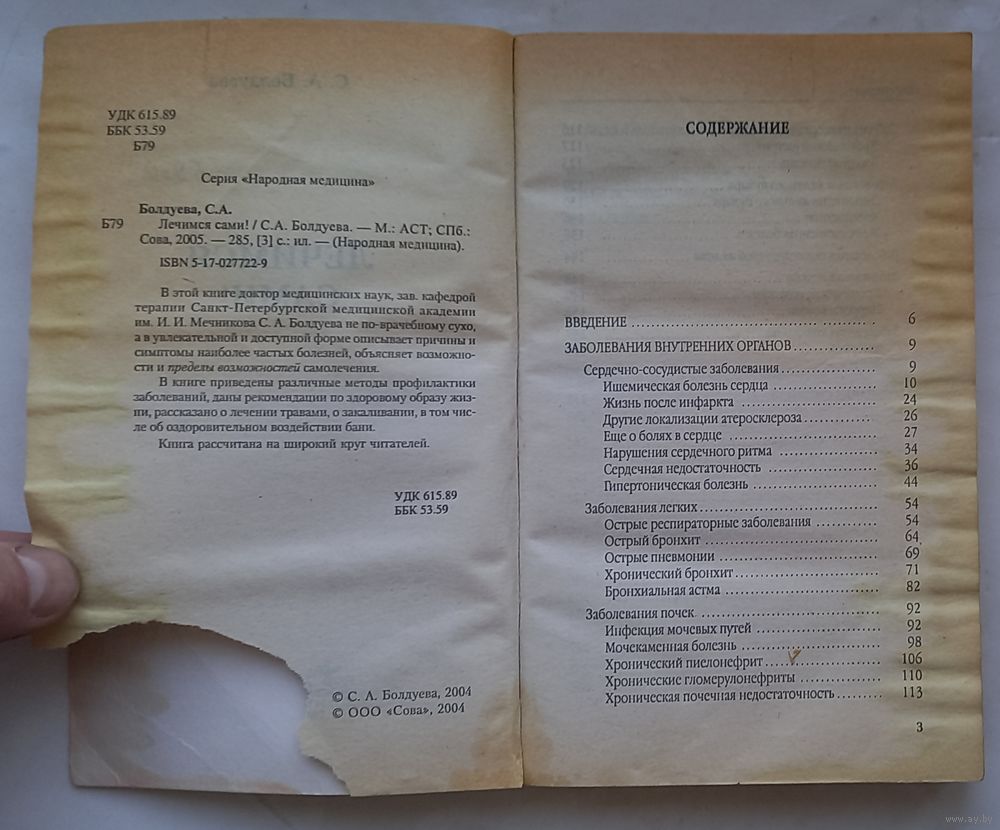 УДК 615.89
ББК 53.59
Б79
Серия «Народная медицина»
Болдуева, С.А.
Б79 Лечимся сами! / С.А. Болдуева. — М.: АСТ; СПб.:
Сова, 2005. — 285, [3] с.: ил. — (Народная медицина).
ISBN 5-17-027722-9
В этой книге доктор медицинских наук, зав. кафедрой
терапии Санкт-Петербургской медицинской академии
им. И. И. Мечникова С. А. Болдуева не по-врачебному сухо,
а в увлекательной и доступной форме описывает причины и
симптомы наиболее частых болезней, объясняет возможно-
сти и пределы возможностей самолечения.
В книге приведены различные методы профилактики
заболеваний, даны рекомендации по здоровому образу жиз-
ни, рассказано о лечении травами, о закаливании, в том чис-
ле об оздоровительном воздействии бани.
Книга рассчитана на широкий круг читателей.
УДК 615.89
ББК 53.59
© С. А. Болдуева, 2004
© ООО «Сова», 2004
СОДЕРЖАНИЕ
ВВЕДЕНИЕ ........................................ 6
ЗАБОЛЕВАНИЯ ВНУТРЕННИХ ОРГАНОВ ................ 9
Сердечно-сосудистые заболевания ................ 9
Ишемическая болезнь сердца ................ 10
Жизнь после инфаркта ................ 24
Другие локализации атеросклероза ............ 26
Еще о болях в сердце ................ 27
Нарушения сердечного ритма ................ 34
Сердечная недостаточность ................ 36
Гипертоническая болезнь ................ 44
Заболевания легких ................ 54
Острые респираторные заболевания .......... 54
Острый бронхит ................ 64
Острые пневмонии ................ 69
Хронический бронхит ................ 71
Бронхиальная астма ................ 82
Заболевания почек ................ 92
Инфекция мочевых путей ................ 92
Мочекаменная болезнь ................ 98
Хронический пиелонефрит ................ 106
Хронические гломерулонефриты ............ 110
Хроническая почечная недостаточность ........ 113
3
www.ay.by